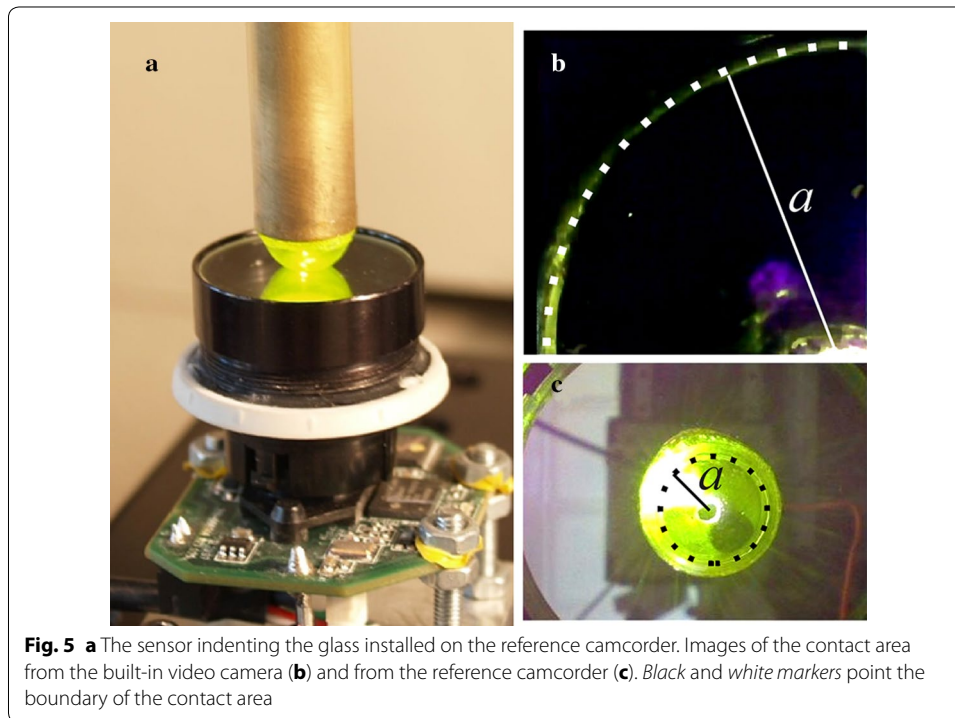 a
b
a
c
a
Fig. 5 a The sensor indenting the glass installed on the reference camcorder. Images of the contact area
from the built-in video camera (b) and from the reference camcorder (c). Black and white markers point the
boundary of the contact area